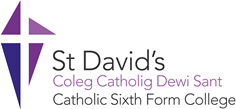 St David's
Coleg Catholig Dewi Sant
Catholic Sixth Form College